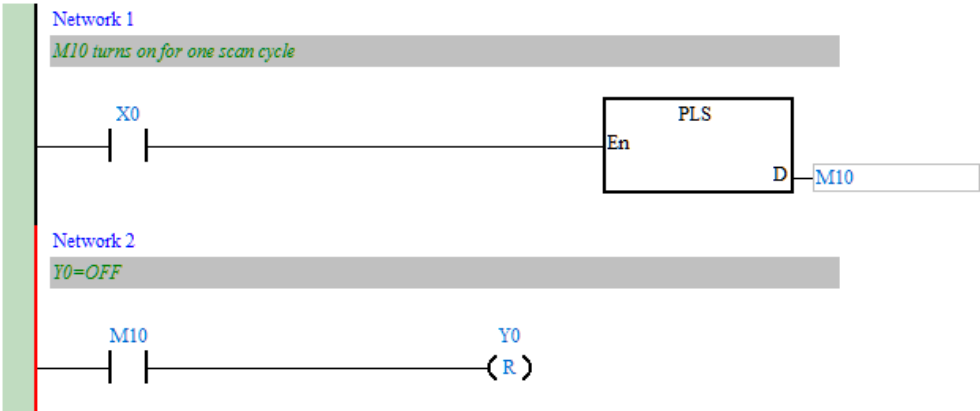 Network 1
M10 turns on for one scan cycle
X0
PLS
En
D
M10
Network 2
Y0=OFF
M10
Y0
R